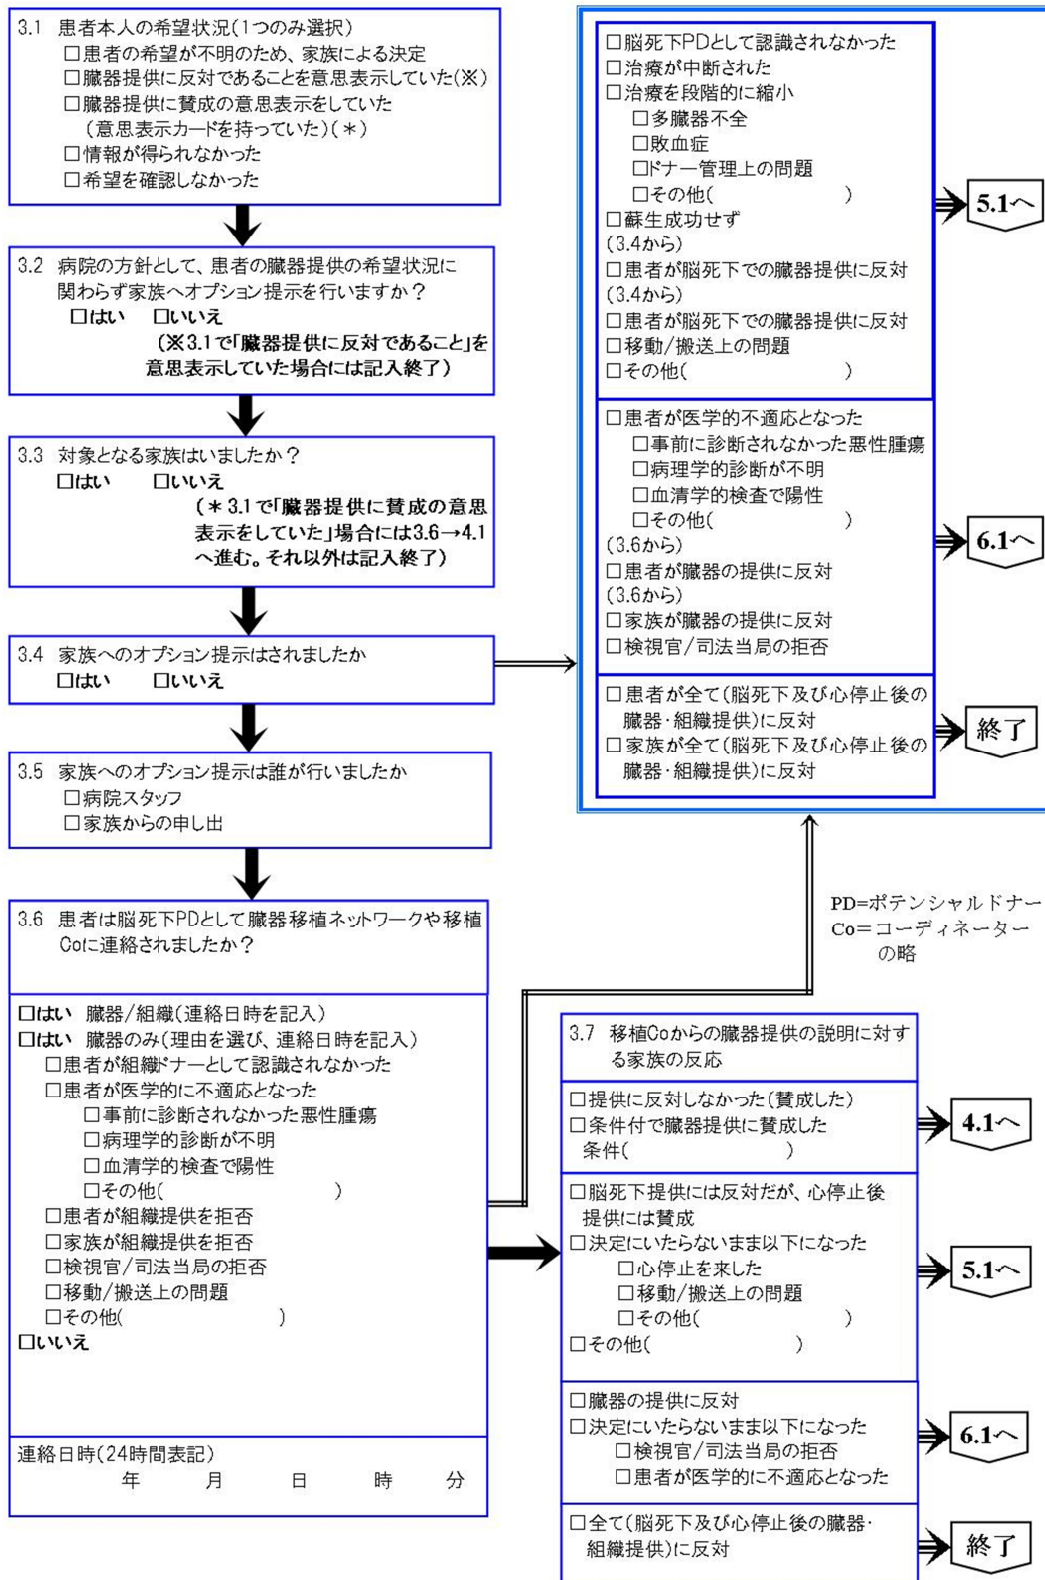 3.1 患者本人の希望状況(1つのみ選択)
□患者の希望が不明のため、家族による決定
□臓器提供に反対であることを意思表示していた(※)
□臓器提供に賛成の意思表示をしていた
(意思表示カードを持っていた)(＊)
□情報が得られなかった
□希望を確認しなかった
3.2 病院の方針として、患者の臓器提供の希望状況に
関わらず家族へオプション提示を行いますか？
□はい □いいえ
(※3.1で「臓器提供に反対であること」を
意思表示していた場合には記入終了)
3.3 対象となる家族はいましたか？
□はい □いいえ
(＊3.1で「臓器提供に賛成の意思
表示をしていた」場合には3.6→4.1
へ進む。それ以外は記入終了)
3.4 家族へのオプション提示はされましたか
□はい □いいえ
3.5 家族へのオプション提示は誰が行いましたか
□病院スタッフ
□家族からの申し出
3.6 患者は脳死下PDとして臓器移植ネットワークや移植
Coに連絡されましたか？
□はい 臓器/組織(連絡日時を記入)
□はい 臓器のみ(理由を選び、連絡日時を記入)
□患者が組織ドナーとして認識されなかった
□患者が医学的に不適応となった
□事前に診断されなかった悪性腫瘍
□病理学的診断が不明
□血清学的検査で陽性
□その他( )
□患者が組織提供を拒否
□家族が組織提供を拒否
□検視官/司法当局の拒否
□移動/搬送上の問題
□その他( )
□いいえ
連絡日時(24時間表記)
年 月 日 時 分
□脳死下PDとして認識されなかった
□治療が中断された
□治療を段階的に縮小
□多臓器不全
□敗血症
□ドナー管理上の問題
□その他( )
□蘇生成功せず
(3.4から)
□患者が脳死下での臓器提供に反対
(3.4から)
□患者が脳死下での臓器提供に反対
□移動/搬送上の問題
□その他( )
5.1へ
□患者が医学的不適応となった
□事前に診断されなかった悪性腫瘍
□病理学的診断が不明
□血清学的検査で陽性
□その他( )
(3.6から)
□患者が臓器の提供に反対
(3.6から)
□家族が臓器の提供に反対
□検視官/司法当局の拒否
6.1へ
□患者が全て(脳死下及び心停止後の
臓器・組織提供)に反対
□家族が全て(脳死下及び心停止後の
臓器・組織提供)に反対
終了
PD=ポテンシャルドナー
Co=コーディネーター
の略
3.7 移植Coからの臓器提供の説明に対す
る家族の反応
□提供に反対しなかった(賛成した)
□条件付で臓器提供に賛成した
条件( )
4.1へ
□脳死下提供には反対だが、心停止後
提供には賛成
□決定にいたらないまま以下になった
□心停止を来した
□移動/搬送上の問題
□その他( )
□その他( )
5.1へ
□臓器の提供に反対
□決定にいたらないまま以下になった
□検視官/司法当局の拒否
□患者が医学的に不適応となった
6.1へ
□全て(脳死下及び心停止後の臓器・
組織提供)に反対
終了